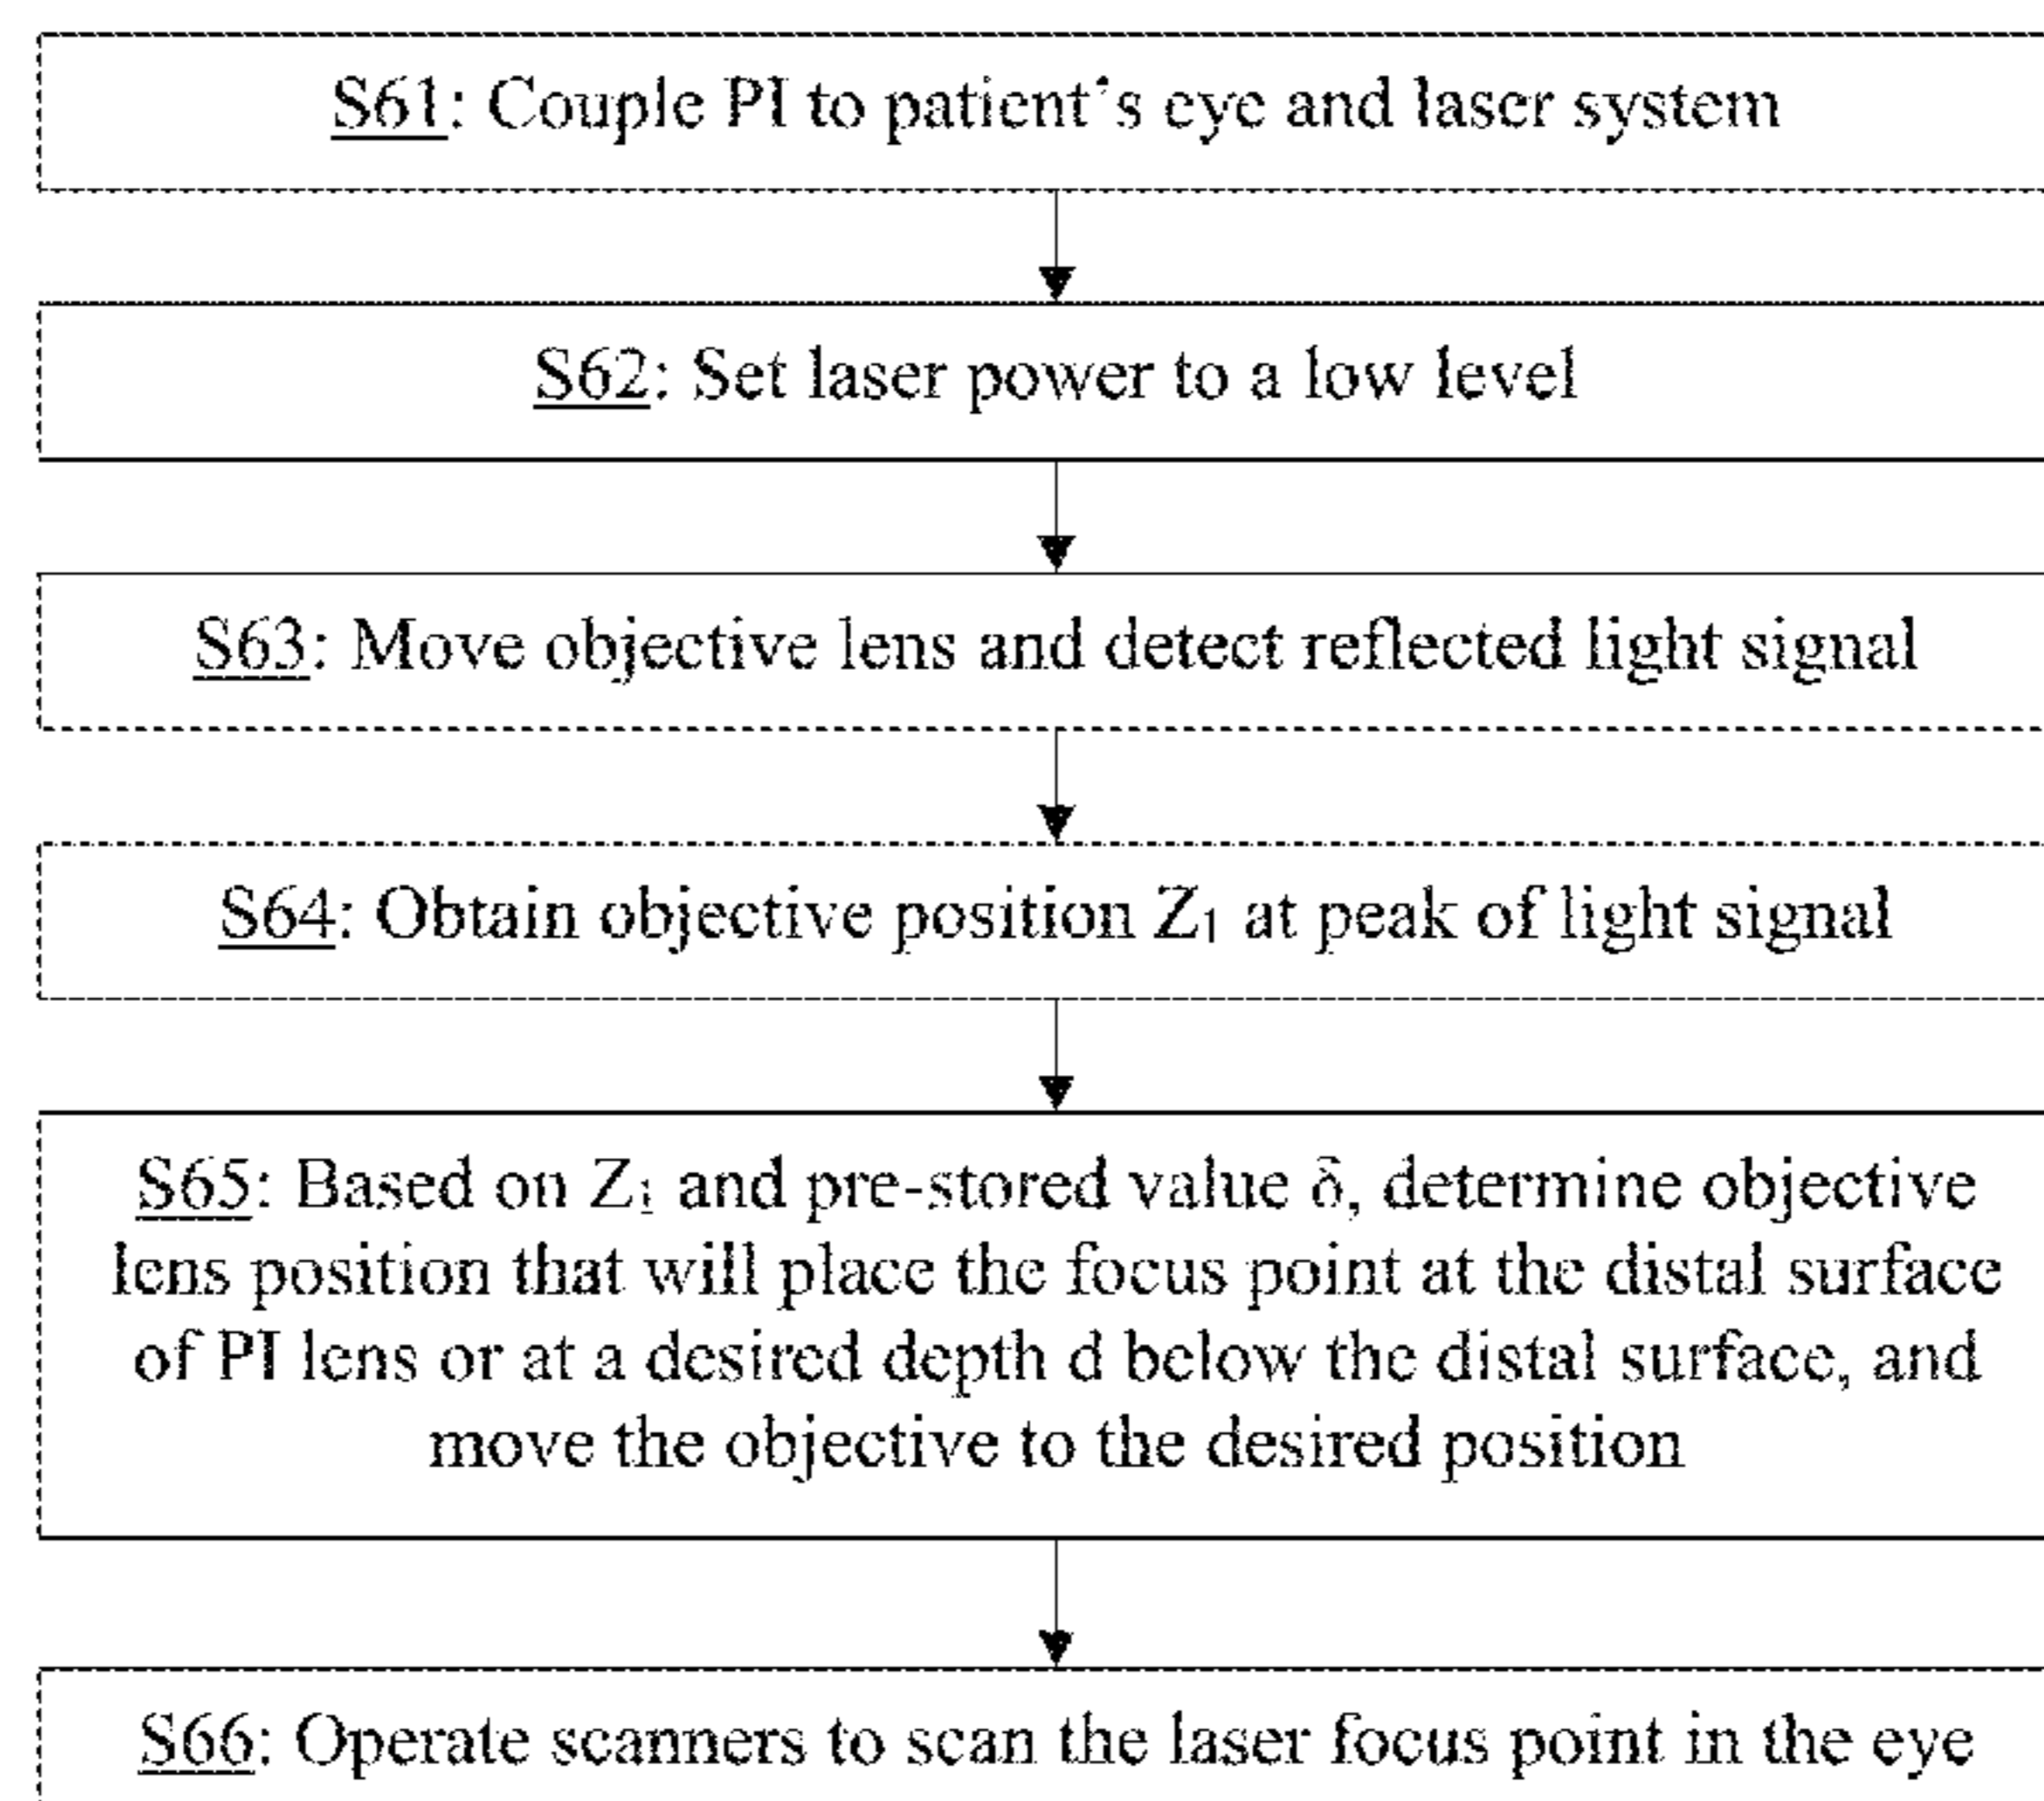 S61: Couple PI to patient's eye and laser system
S62: Set laser power to a low level
S63: Move objective lens and detect reflected light signal
S64: Obtain objective position Z₁ at peak of light signal
S65: Based on Z₁ and pre-stored value δ, determine objective
lens position that will place the focus point at the distal surface
of PI lens or at a desired depth d below the distal surface, and
move the objective to the desired position
S66: Operate scanners to scan the laser focus point in the eye